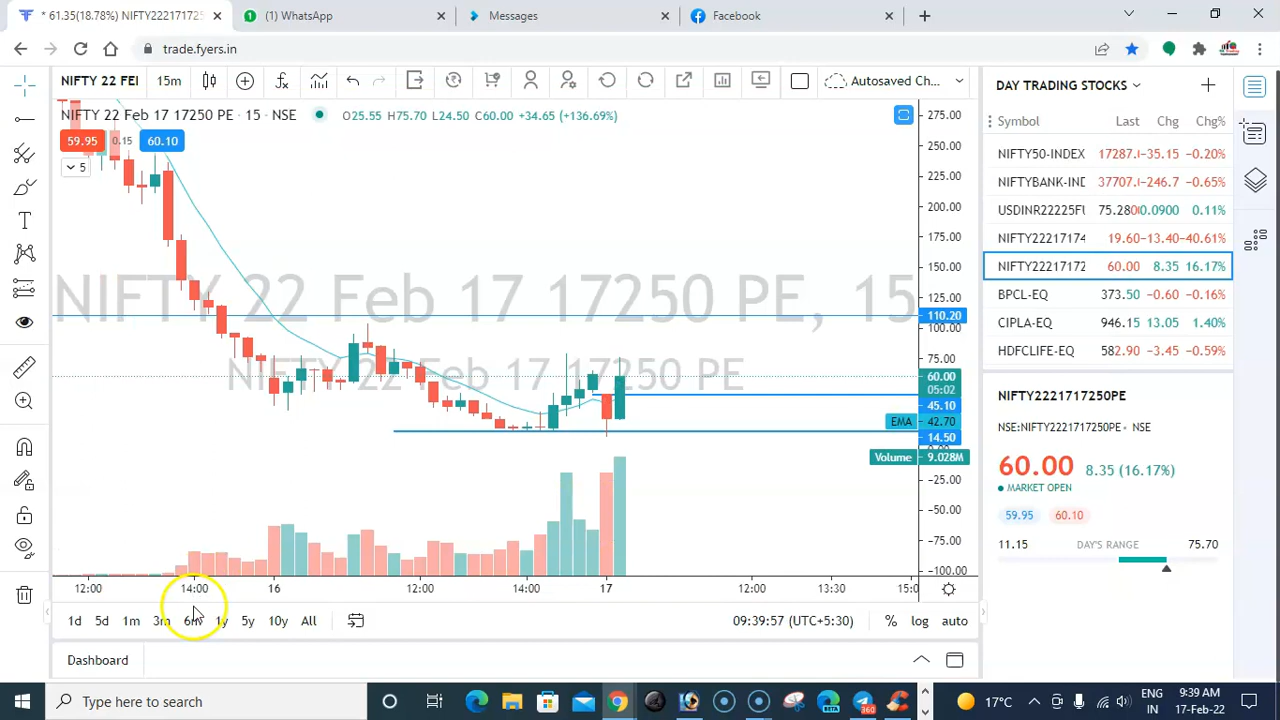 * 61.35(18.78%) NIFTY17175
(1) WhatsApp
Messages
Facebook
trade.fyers.in
NIFTY 22 FEI
15m
Autosaved Ch...
DAY TRADING STOCKS
NIFTY 22 Feb 17 17250 PE · 15 · NSE
O25.55 H75.70 L24.50 C60.00 +34.65 (+136.69%)
59.95 0.15 60.10
5
Symbol Last Chg Chg%
NIFTY50-INDEX 17287.( -35.15 -0.20%
NIFTYBANK-IND 37707.( -246.7 -0.65%
USDINR22225FU 75.28 0.0900 0.11%
NIFTY22217174 19.60 -13.40 -40.61%
NIFTY22217172 60.00 8.35 16.17%
BPCL-EQ 373.50 -0.60 -0.16%
CIPLA-EQ 946.15 13.05 1.40%
HDFCLIFE-EQ 582.90 -3.45 -0.59%
NIFTY 22 Feb 17 17250 PE, 15
NIFTY 22 Feb 17 17250 PE
275.00
250.00
225.00
200.00
175.00
150.00
125.00
110.20
100.00
75.00
60.00
05:02
45.10
EMA 42.70
14.50
Volume 9.028M
-25.00
-50.00
-75.00
-100.00
NIFTY2221717250PE
NSE:NIFTY2221717250PE • NSE
60.00 8.35 (16.17%)
MARKET OPEN
59.95 60.10
11.15 DAY'S RANGE 75.70
12:00 14:00 16 12:00 14:00 17 12:00 13:30 15:0
1d 5d 1m 3m 6m 1y 5y 10y All
09:39:57 (UTC+5:30) % log auto
Dashboard
Type here to search
BETA
360
17°C
ENG
IN
9:39 AM
17-Feb-22